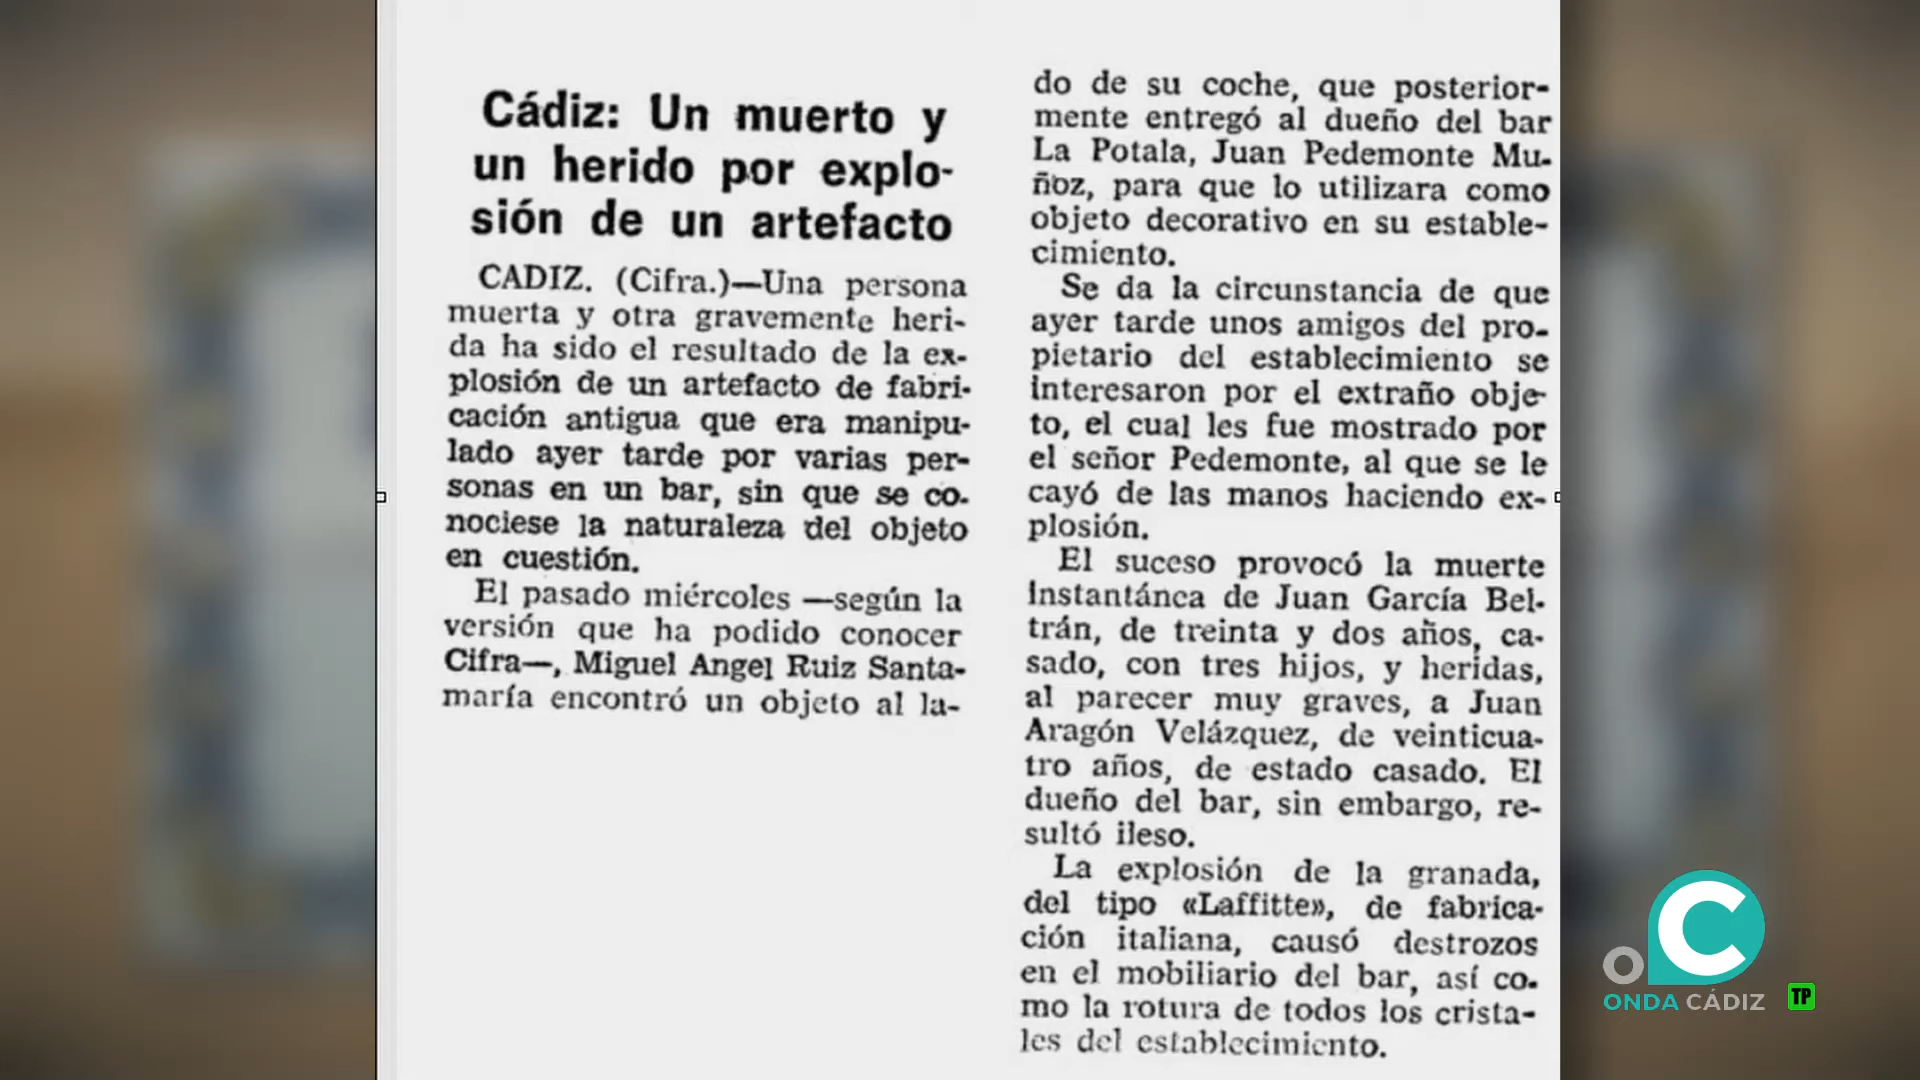 Cádiz: Un muerto y
un herido por explo-
sión de un artefacto
CADIZ. (Cifra.)—Una persona
muerta y otra gravemente heri-
da ha sido el resultado de la ex-
plosión de un artefacto de fabri-
cación antigua que era manipu-
lado ayer tarde por varias per-
sonas en un bar, sin que se co-
nociese la naturaleza del objeto
en cuestión.
El pasado miércoles —según la
versión que ha podido conocer
Cifra—, Miguel Angel Ruiz Santa-
maría encontró un objeto al la-
do de su coche, que posterior-
mente entregó al dueño del bar
La Potala, Juan Pedemonte Mu-
ñoz, para que lo utilizara como
objeto decorativo en su estable-
cimiento.
Se da la circunstancia de que
ayer tarde unos amigos del pro-
pietario del establecimiento se
interesaron por el extraño obje-
to, el cual les fue mostrado por
el señor Pedemonte, al que se le
cayó de las manos haciendo ex-
plosión.
El suceso provocó la muerte
instantánea de Juan García Bel-
trán, de treinta y dos años, ca-
sado, con tres hijos, y heridas,
al parecer muy graves, a Juan
Aragón Velázquez, de veinticua-
tro años, de estado casado. El
dueño del bar, sin embargo, re-
sultó ileso.
La explosión de la granada,
del tipo «Laffitte», de fabrica-
ción italiana, causó destrozos
en el mobiliario del bar, así co-
mo la rotura de todos los crista-
les del establecimiento.
OC
ONDA CÁDIZ
TP